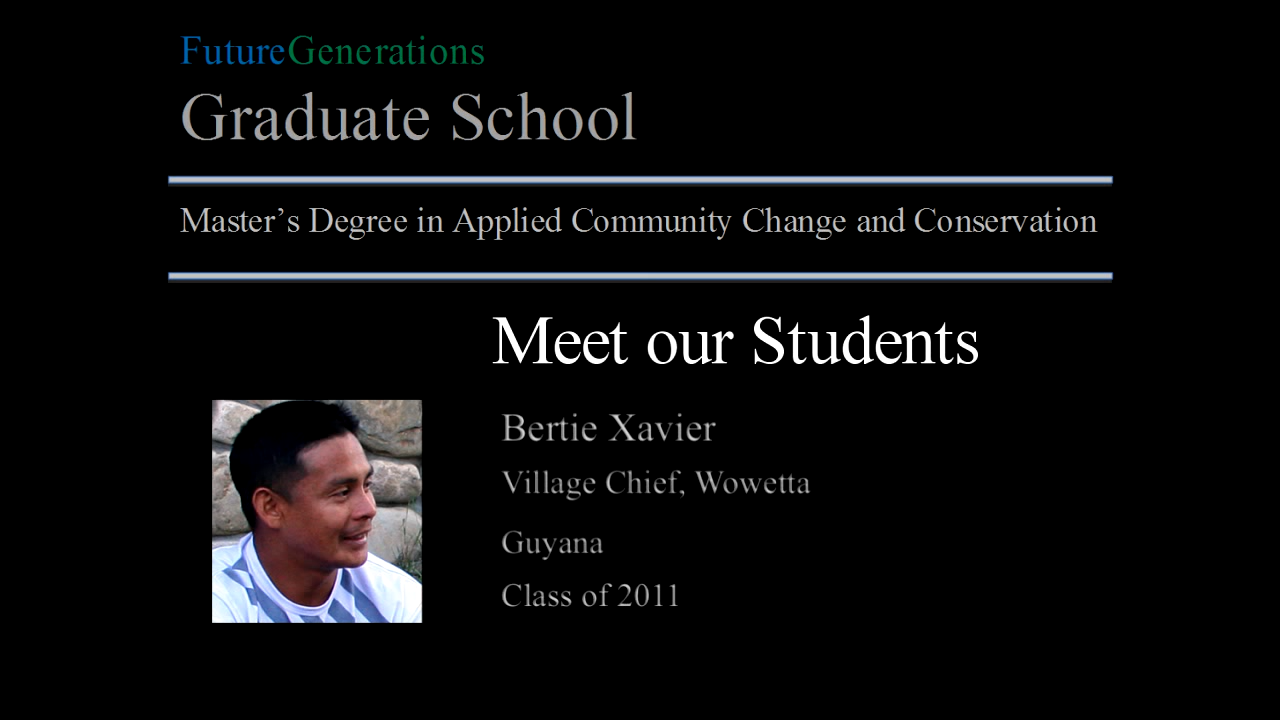 FutureGenerations
Graduate School
Master’s Degree in Applied Community Change and Conservation
Meet our Students
Bertie Xavier
Village Chief, Wowetta
Guyana
Class of 2011